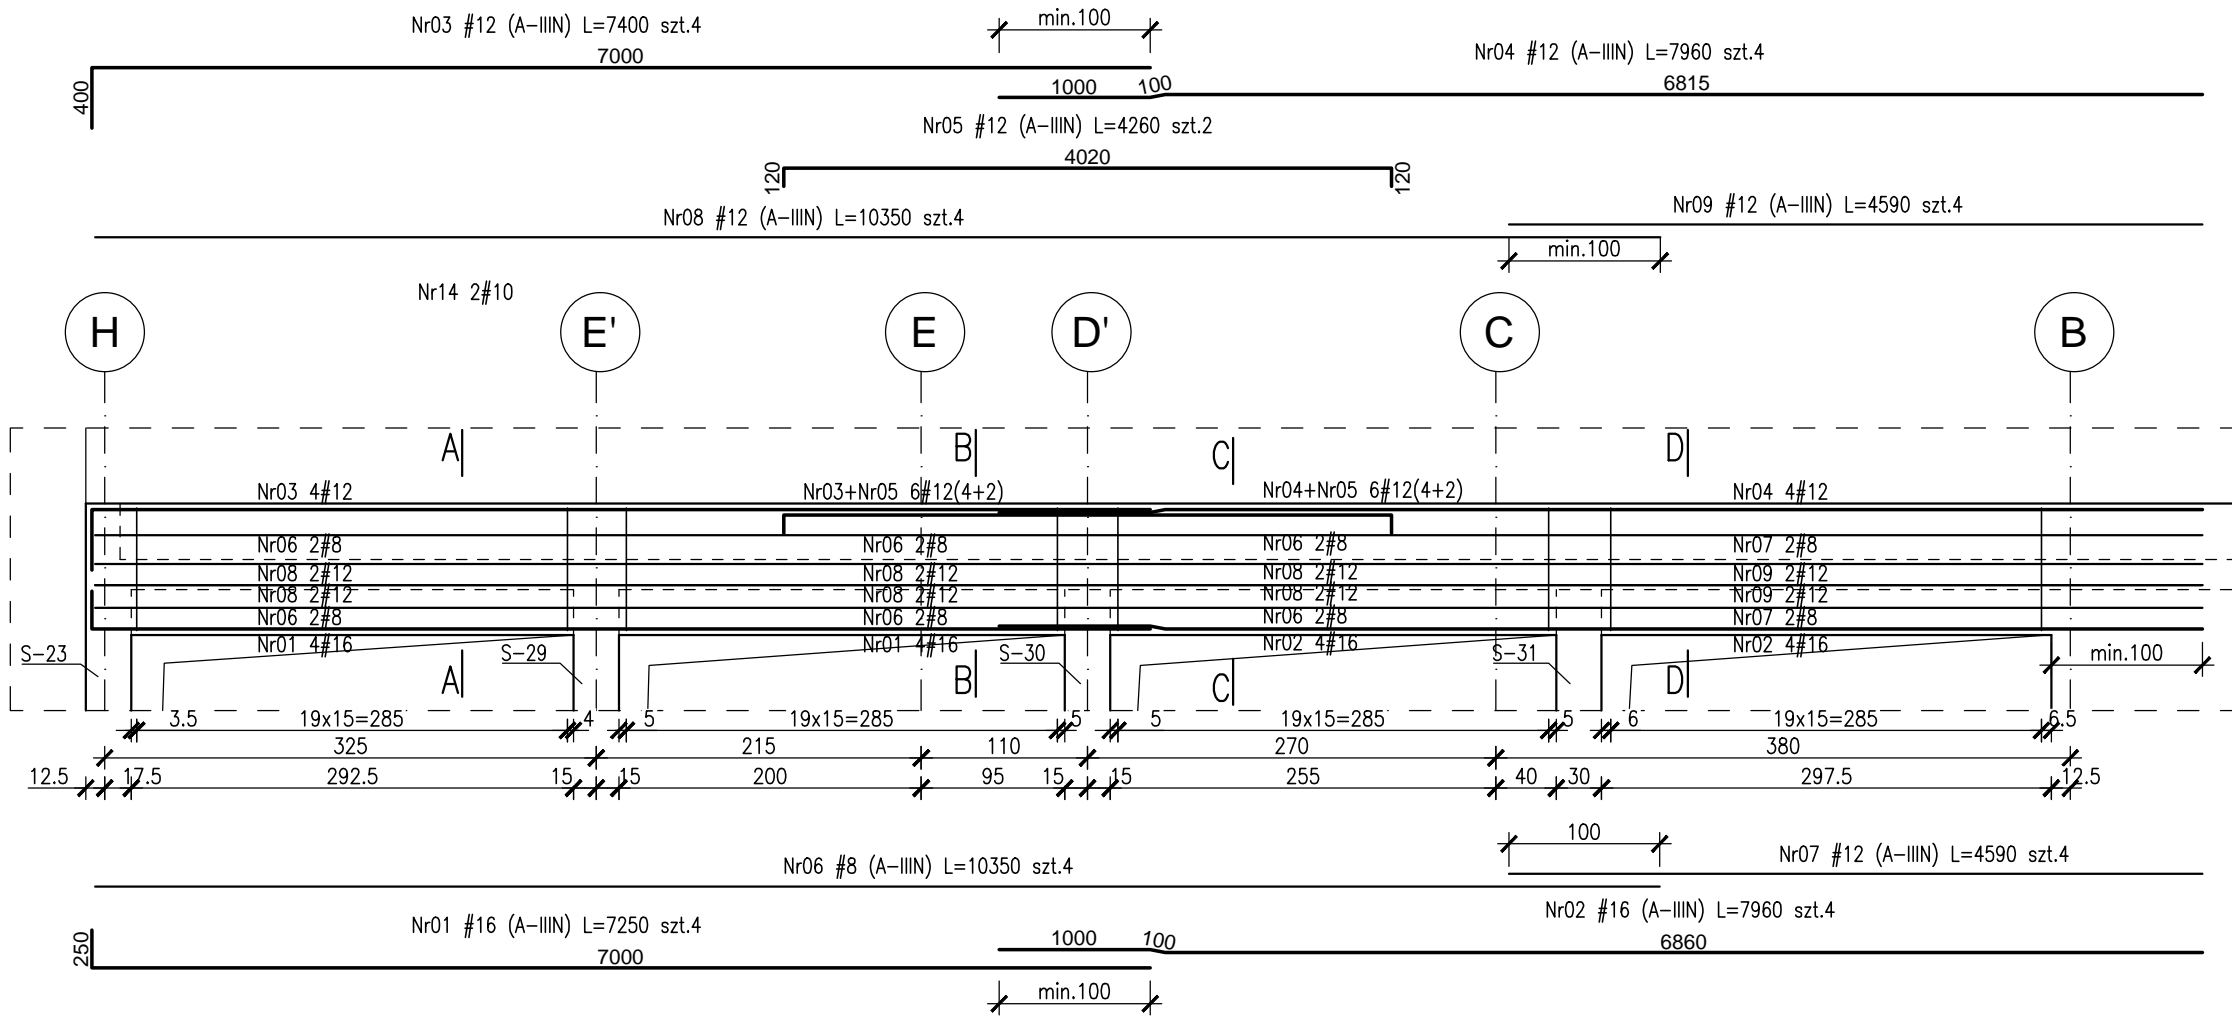 Nr03 #12 (A-IIIN) L=7400 szt.4
min.100
7000
Nr04 #12 (A-IIIN) L=7960 szt.4
400
1000 100
6815
Nr05 #12 (A-IIIN) L=4260 szt.2
120
4020
120
Nr08 #12 (A-IIIN) L=10350 szt.4
Nr09 #12 (A-IIIN) L=4590 szt.4
min.100
Nr14 2#10
H E' E D' C B
A B C D
Nr03 4#12 Nr03+Nr05 6#12(4+2) Nr04+Nr05 6#12(4+2) Nr04 4#12
Nr06 2#8 Nr06 2#8 Nr06 2#8 Nr07 2#8
Nr08 2#12 Nr08 2#12 Nr08 2#12 Nr09 2#12
Nr08 2#12 Nr08 2#12 Nr08 2#12 Nr09 2#12
Nr06 2#8 Nr06 2#8 Nr06 2#8 Nr07 2#8
Nr01 4#16 Nr01 4#16 Nr02 4#16 Nr02 4#16
S-23 S-29 S-30 S-31 min.100
A B C D
3.5 19x15=285 4 5 19x15=285 5 5 19x15=285 5 6 19x15=285 6.5
325 215 110 270 380
12.5 17.5 292.5 15 15 200 95 15 15 255 40 30 297.5 12.5
100
Nr06 #8 (A-IIIN) L=10350 szt.4
Nr07 #12 (A-IIIN) L=4590 szt.4
Nr01 #16 (A-IIIN) L=7250 szt.4
Nr02 #16 (A-IIIN) L=7960 szt.4
250
7000
1000 100
6860
min.100